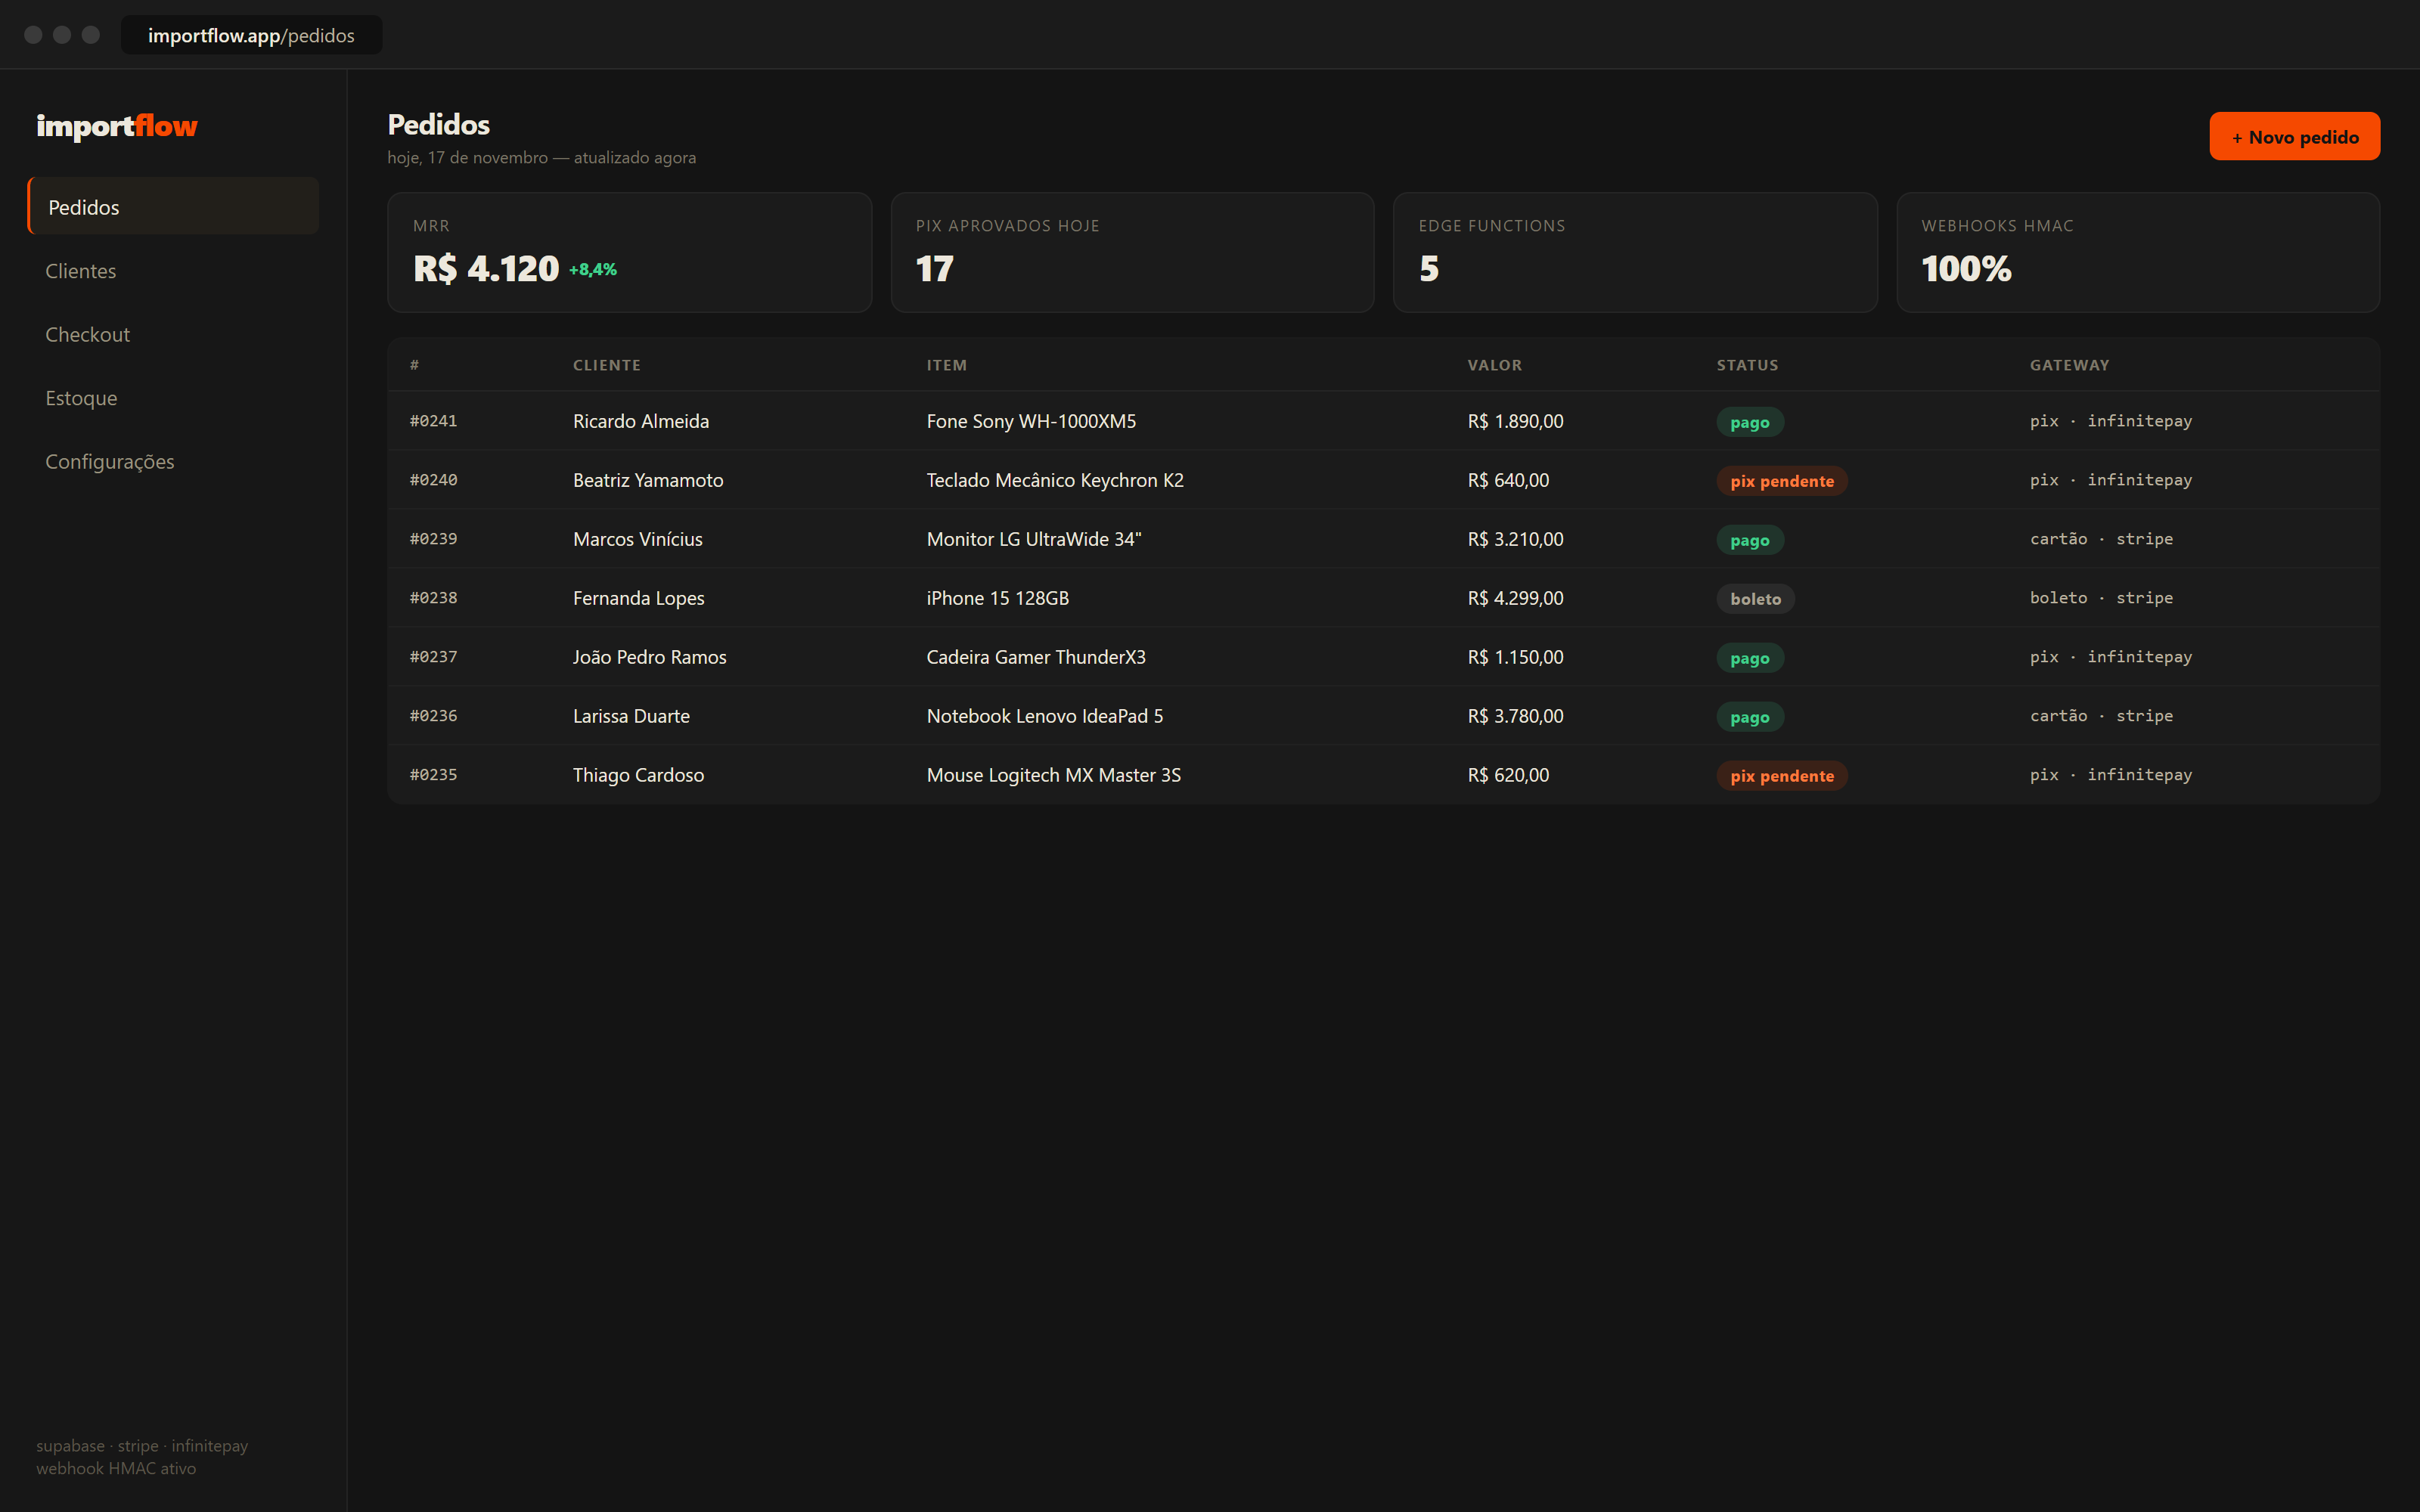 importflow.app/pedidos
importflow
Pedidos
Clientes
Checkout
Estoque
Configurações
supabase · stripe · infinitepay
webhook HMAC ativo
Pedidos
hoje, 17 de novembro — atualizado agora
+ Novo pedido
MRR
R$ 4.120 +8,4%
PIX APROVADOS HOJE
17
EDGE FUNCTIONS
5
WEBHOOKS HMAC
100%
# CLIENTE ITEM VALOR STATUS GATEWAY
#0241 Ricardo Almeida Fone Sony WH-1000XM5 R$ 1.890,00 pago pix · infinitepay
#0240 Beatriz Yamamoto Teclado Mecânico Keychron K2 R$ 640,00 pix pendente pix · infinitepay
#0239 Marcos Vinícius Monitor LG UltraWide 34" R$ 3.210,00 pago cartão · stripe
#0238 Fernanda Lopes iPhone 15 128GB R$ 4.299,00 boleto boleto · stripe
#0237 João Pedro Ramos Cadeira Gamer ThunderX3 R$ 1.150,00 pago pix · infinitepay
#0236 Larissa Duarte Notebook Lenovo IdeaPad 5 R$ 3.780,00 pago cartão · stripe
#0235 Thiago Cardoso Mouse Logitech MX Master 3S R$ 620,00 pix pendente pix · infinitepay